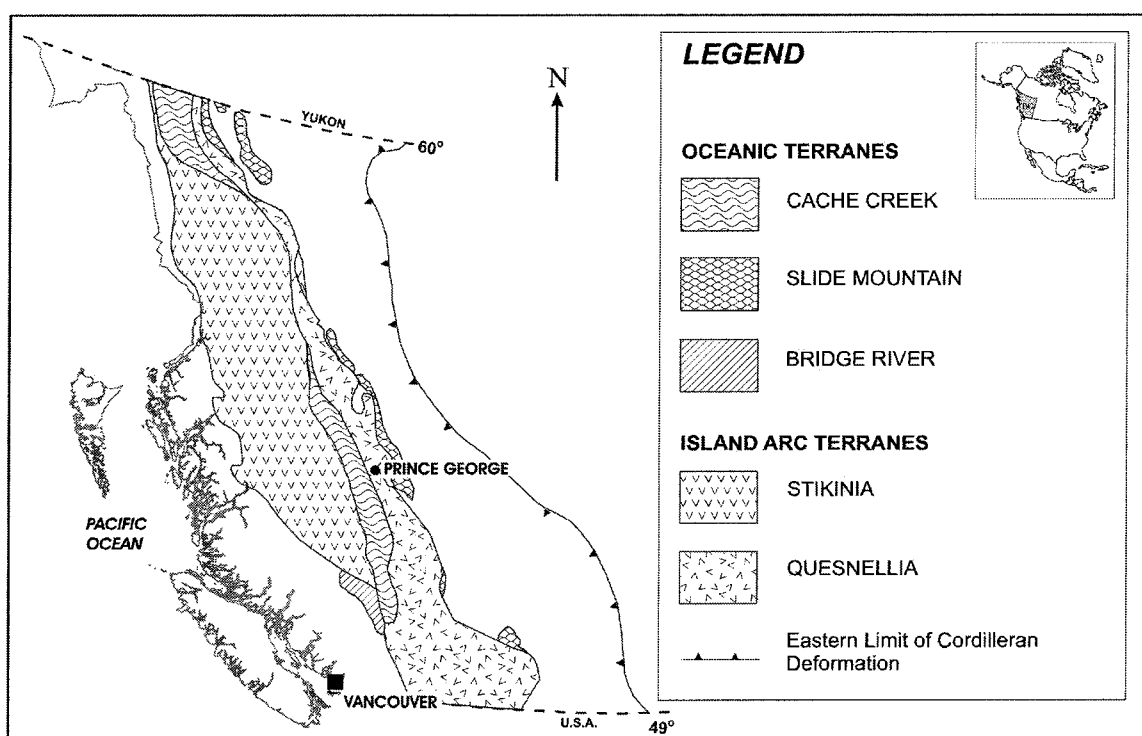 YUKON
60°
N
PRINCE GEORGE
PACIFIC
OCEAN
VANCOUVER
U.S.A.
49°
LEGEND
OCEANIC TERRANES
CACHE CREEK
SLIDE MOUNTAIN
BRIDGE RIVER
ISLAND ARC TERRANES
STIKINIA
QUESNELLIA
Eastern Limit of Cordilleran
Deformation